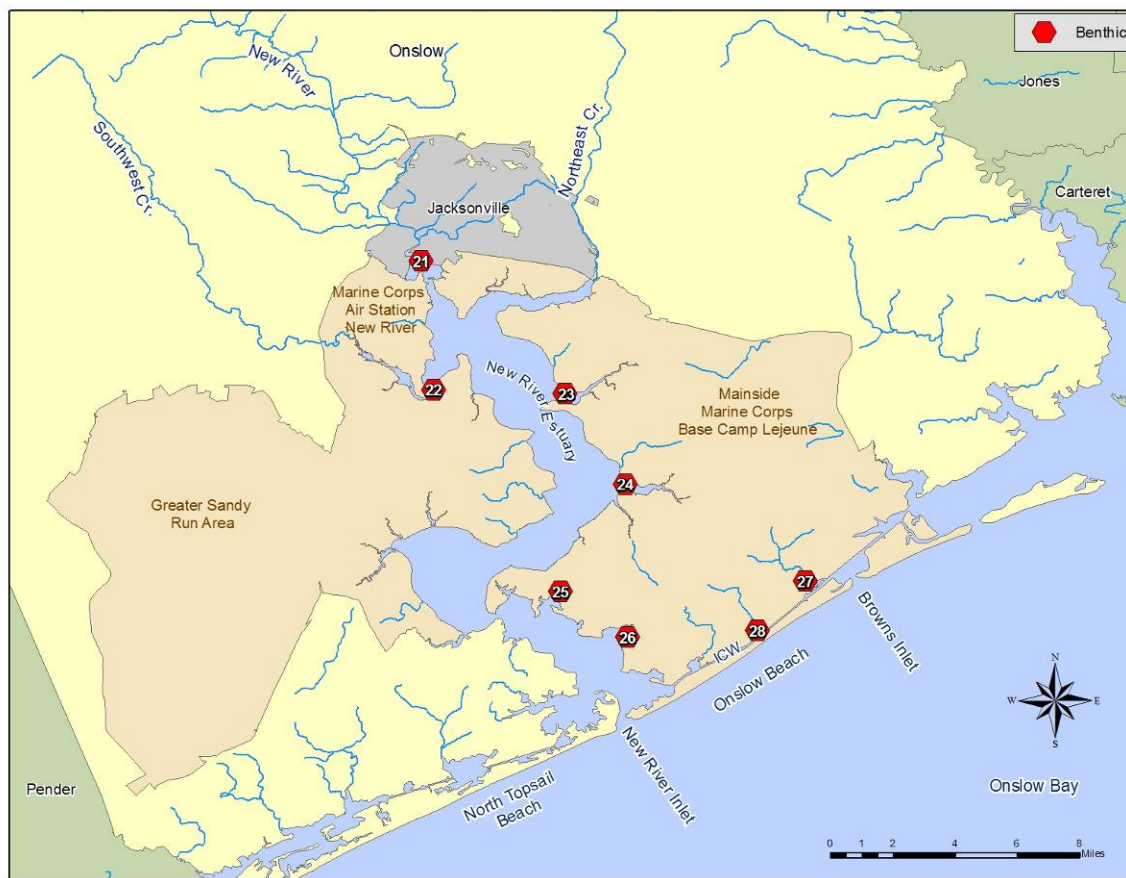 Benthic
New River
Onslow
Jones
Southwest Cr.
Northeast Cr.
Carteret
Jacksonville
21
Marine Corps
Air Station
New River
22
New River Estuary
23
Mainside
Marine Corps
Base Camp Lejeune
24
Greater Sandy
Run Area
25
27
26
28
ICW
Browns Inlet
Onslow Beach
New River Inlet
North Topsail
Beach
N
W
E
S
Pender
Onslow Bay
0 1 2 4 6 8
Miles